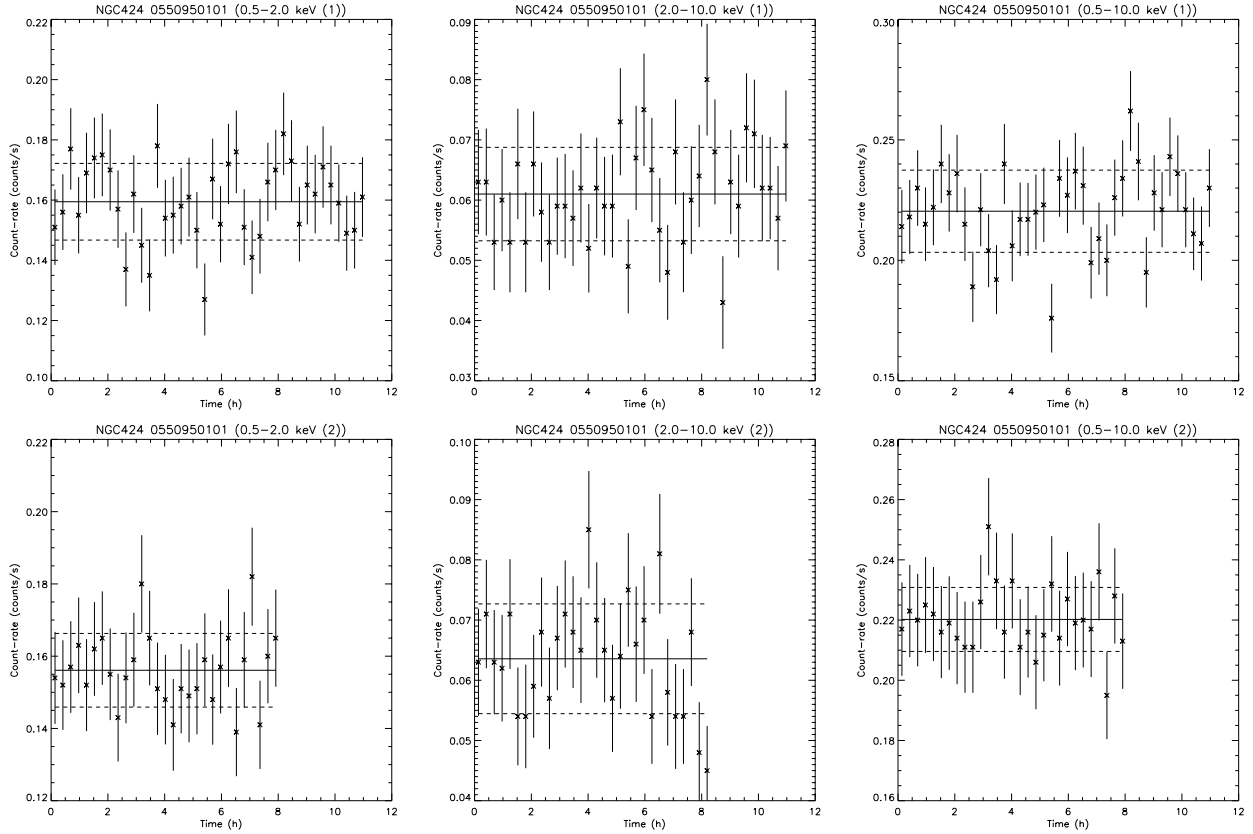 NGC424 0550950101 (0.5−2.0 keV (1))
0.22
0.20
0.18
0.16
0.14
0.12
0.10
Count−rate (counts/s)
0 2 4 6 8 10 12
Time (h)
NGC424 0550950101 (2.0−10.0 keV (1))
0.09
0.08
0.07
0.06
0.05
0.04
0.03
Count−rate (counts/s)
0 2 4 6 8 10 12
Time (h)
NGC424 0550950101 (0.5−10.0 keV (1))
0.30
0.25
0.20
0.15
Count−rate (counts/s)
0 2 4 6 8 10 12
Time (h)
NGC424 0550950101 (0.5−2.0 keV (2))
0.22
0.20
0.18
0.16
0.14
0.12
Count−rate (counts/s)
0 2 4 6 8 10 12
Time (h)
NGC424 0550950101 (2.0−10.0 keV (2))
0.10
0.09
0.08
0.07
0.06
0.05
0.04
Count−rate (counts/s)
0 2 4 6 8 10 12
Time (h)
NGC424 0550950101 (0.5−10.0 keV (2))
0.28
0.26
0.24
0.22
0.20
0.18
0.16
Count−rate (counts/s)
0 2 4 6 8 10 12
Time (h)